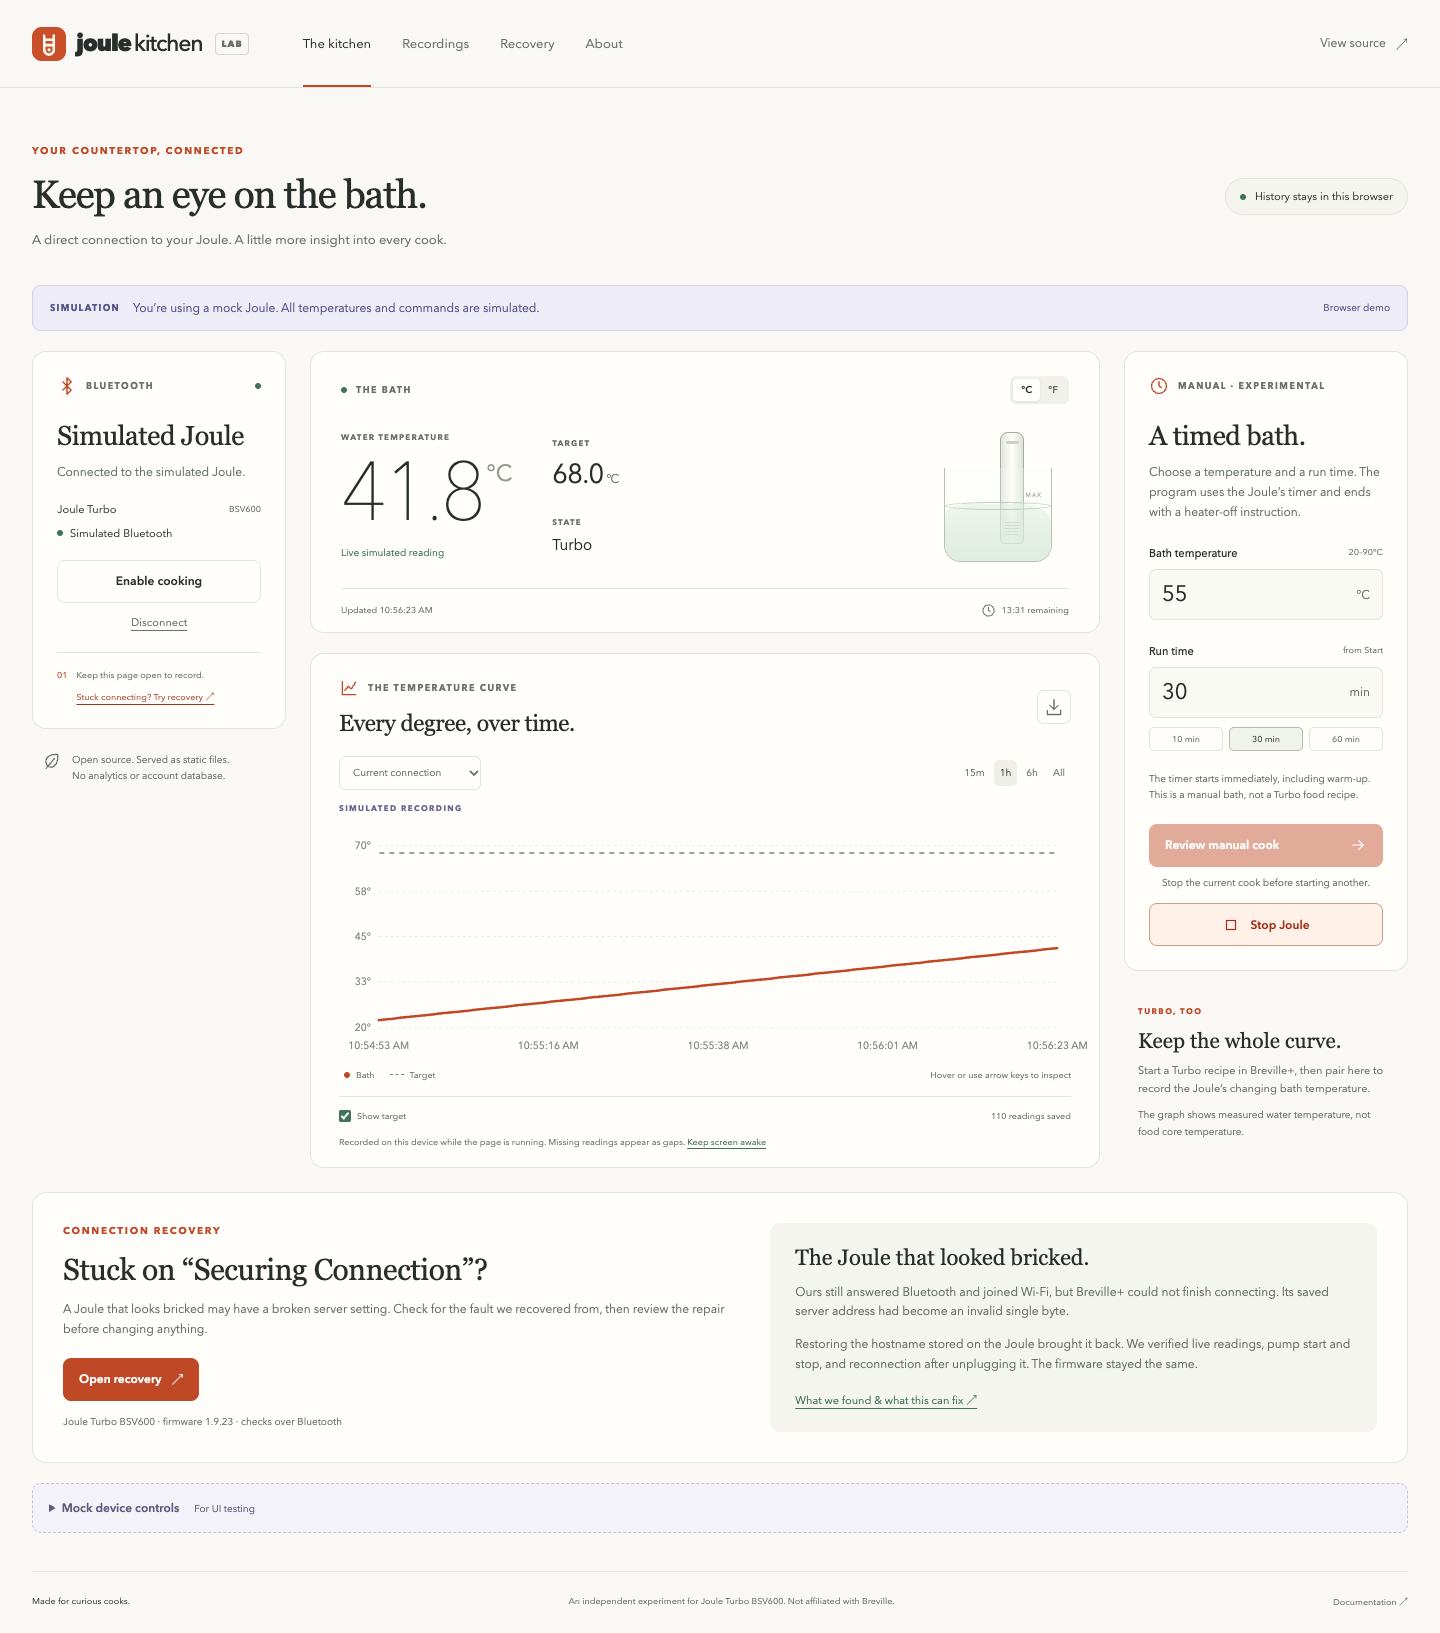 joule kitchen LAB
The kitchen
Recordings
Recovery
About
View source
YOUR COUNTERTOP, CONNECTED
Keep an eye on the bath.
A direct connection to your Joule. A little more insight into every cook.
History stays in this browser
SIMULATION You’re using a mock Joule. All temperatures and commands are simulated.
Browser demo
BLUETOOTH
Simulated Joule
Connected to the simulated Joule.
Joule Turbo BSV600
Simulated Bluetooth
Enable cooking
Disconnect
01 Keep this page open to record.
Stuck connecting? Try recovery
Open source. Served as static files.
No analytics or account database.
THE BATH
°C °F
WATER TEMPERATURE
41.8 °C
Live simulated reading
TARGET
68.0 °C
STATE
Turbo
MAX
Updated 10:56:23 AM
13:31 remaining
THE TEMPERATURE CURVE
Every degree, over time.
Current connection
15m 1h 6h All
SIMULATED RECORDING
70°
58°
45°
33°
20°
10:54:53 AM 10:55:16 AM 10:55:38 AM 10:56:01 AM 10:56:23 AM
Bath Target
Hover or use arrow keys to inspect
Show target
110 readings saved
Recorded on this device while the page is running. Missing readings appear as gaps. Keep screen awake
MANUAL · EXPERIMENTAL
A timed bath.
Choose a temperature and a run time. The
program uses the Joule’s timer and ends
with a heater-off instruction.
Bath temperature 20–90°C
55 °C
Run time from Start
30 min
10 min 30 min 60 min
The timer starts immediately, including warm-up.
This is a manual bath, not a Turbo food recipe.
Review manual cook
Stop the current cook before starting another.
Stop Joule
TURBO, TOO
Keep the whole curve.
Start a Turbo recipe in Breville+, then pair here to
record the Joule’s changing bath temperature.
The graph shows measured water temperature, not
food core temperature.
CONNECTION RECOVERY
Stuck on “Securing Connection”?
A Joule that looks bricked may have a broken server setting. Check for the fault we recovered from, then review the repair
before changing anything.
Open recovery
Joule Turbo BSV600 · firmware 1.9.23 · checks over Bluetooth
The Joule that looked bricked.
Ours still answered Bluetooth and joined Wi-Fi, but Breville+ could not finish connecting. Its saved
server address had become an invalid single byte.
Restoring the hostname stored on the Joule brought it back. We verified live readings, pump start and
stop, and reconnection after unplugging it. The firmware stayed the same.
What we found & what this can fix
Mock device controls For UI testing
Made for curious cooks.
An independent experiment for Joule Turbo BSV600. Not affiliated with Breville.
Documentation